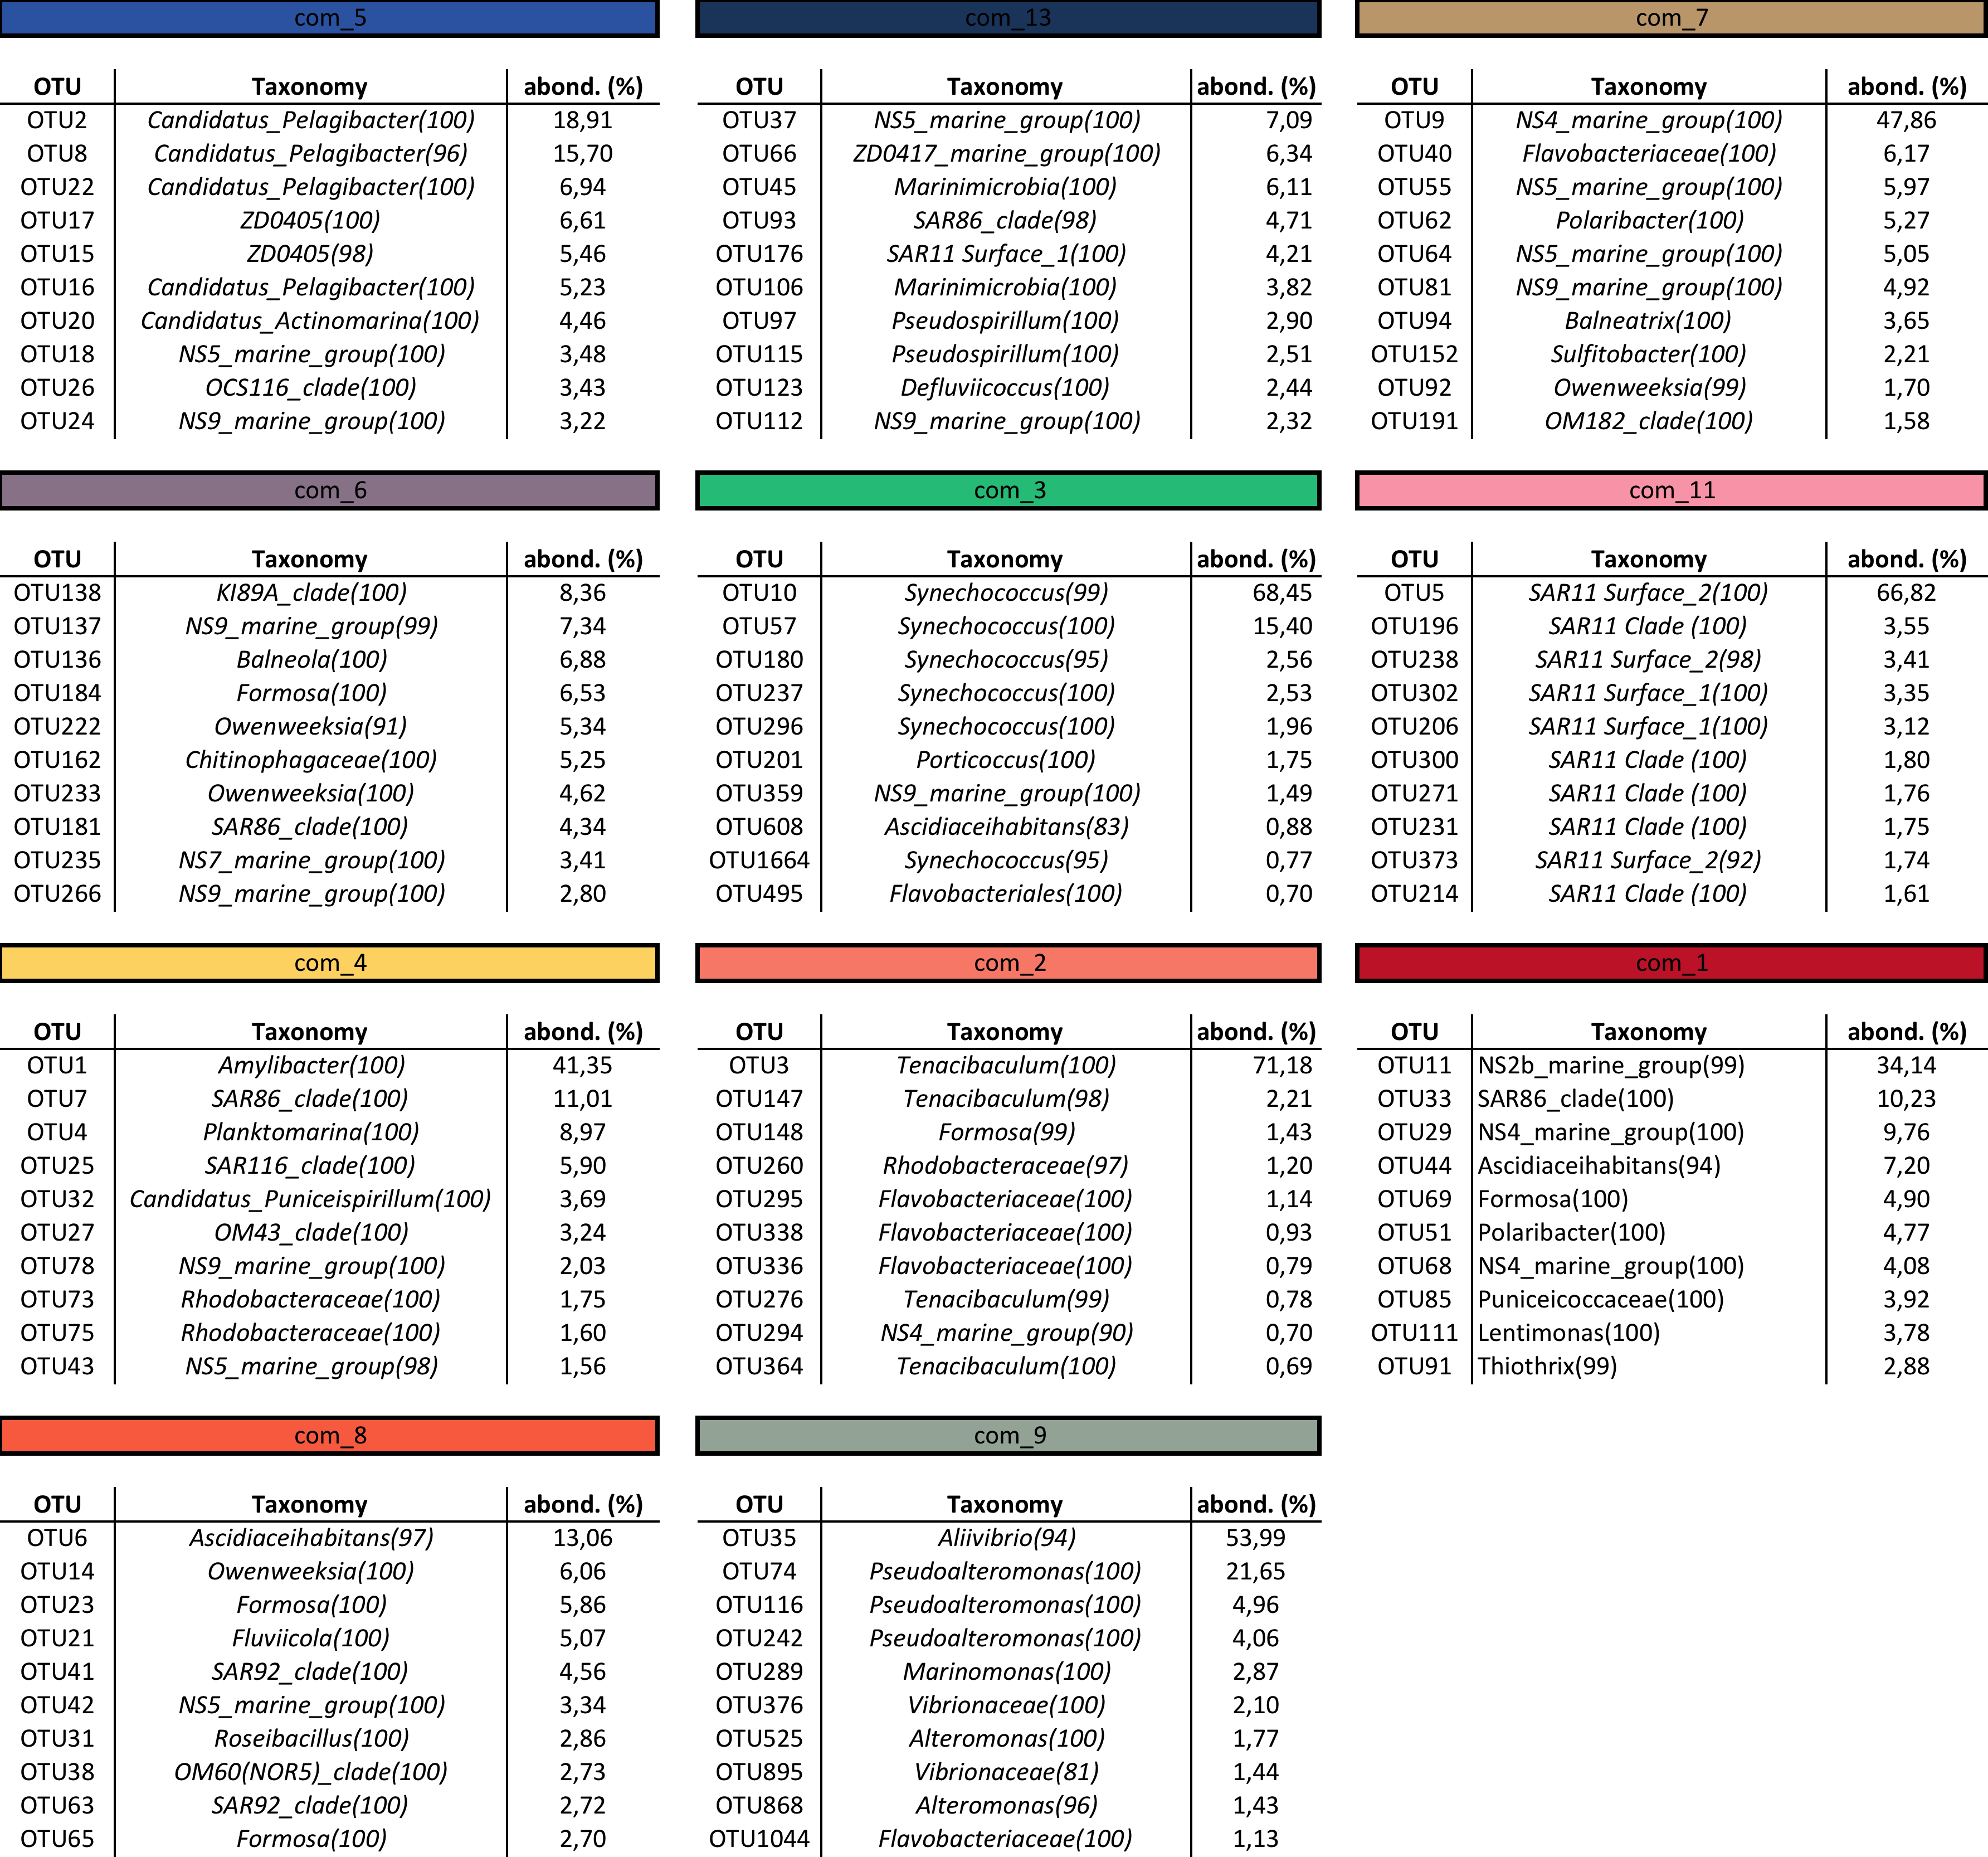 com_5
OTU Taxonomy abond. (%)
OTU2 Candidatus_Pelagibacter(100) 18,91
OTU8 Candidatus_Pelagibacter(96) 15,70
OTU22 Candidatus_Pelagibacter(100) 6,94
OTU17 ZD0405(100) 6,61
OTU15 ZD0405(98) 5,46
OTU16 Candidatus_Pelagibacter(100) 5,23
OTU20 Candidatus_Actinomarina(100) 4,46
OTU18 NS5_marine_group(100) 3,48
OTU26 OCS116_clade(100) 3,43
OTU24 NS9_marine_group(100) 3,22
com_13
OTU Taxonomy abond. (%)
OTU37 NS5_marine_group(100) 7,09
OTU66 ZD0417_marine_group(100) 6,34
OTU45 Marinimicrobia(100) 6,11
OTU93 SAR86_clade(98) 4,71
OTU176 SAR11 Surface_1(100) 4,21
OTU106 Marinimicrobia(100) 3,82
OTU97 Pseudospirillum(100) 2,90
OTU115 Pseudospirillum(100) 2,51
OTU123 Defluviicoccus(100) 2,44
OTU112 NS9_marine_group(100) 2,32
com_7
OTU Taxonomy abond. (%)
OTU9 NS4_marine_group(100) 47,86
OTU40 Flavobacteriaceae(100) 6,17
OTU55 NS5_marine_group(100) 5,97
OTU62 Polaribacter(100) 5,27
OTU64 NS5_marine_group(100) 5,05
OTU81 NS9_marine_group(100) 4,92
OTU94 Balneatrix(100) 3,65
OTU152 Sulfitobacter(100) 2,21
OTU92 Owenweeksia(99) 1,70
OTU191 OM182_clade(100) 1,58
com_6
OTU Taxonomy abond. (%)
OTU138 KI89A_clade(100) 8,36
OTU137 NS9_marine_group(99) 7,34
OTU136 Balneola(100) 6,88
OTU184 Formosa(100) 6,53
OTU222 Owenweeksia(91) 5,34
OTU162 Chitinophagaceae(100) 5,25
OTU233 Owenweeksia(100) 4,62
OTU181 SAR86_clade(100) 4,34
OTU235 NS7_marine_group(100) 3,41
OTU266 NS9_marine_group(100) 2,80
com_3
OTU Taxonomy abond. (%)
OTU10 Synechococcus(99) 68,45
OTU57 Synechococcus(100) 15,40
OTU180 Synechococcus(95) 2,56
OTU237 Synechococcus(100) 2,53
OTU296 Synechococcus(100) 1,96
OTU201 Porticoccus(100) 1,75
OTU359 NS9_marine_group(100) 1,49
OTU608 Ascidiaceihabitans(83) 0,88
OTU1664 Synechococcus(95) 0,77
OTU495 Flavobacteriales(100) 0,70
com_11
OTU Taxonomy abond. (%)
OTU5 SAR11 Surface_2(100) 66,82
OTU196 SAR11 Clade (100) 3,55
OTU238 SAR11 Surface_2(98) 3,41
OTU302 SAR11 Surface_1(100) 3,35
OTU206 SAR11 Surface_1(100) 3,12
OTU300 SAR11 Clade (100) 1,80
OTU271 SAR11 Clade (100) 1,76
OTU231 SAR11 Clade (100) 1,75
OTU373 SAR11 Surface_2(92) 1,74
OTU214 SAR11 Clade (100) 1,61
com_4
OTU Taxonomy abond. (%)
OTU1 Amylibacter(100) 41,35
OTU7 SAR86_clade(100) 11,01
OTU4 Planktomarina(100) 8,97
OTU25 SAR116_clade(100) 5,90
OTU32 Candidatus_Puniceispirillum(100) 3,69
OTU27 OM43_clade(100) 3,24
OTU78 NS9_marine_group(100) 2,03
OTU73 Rhodobacteraceae(100) 1,75
OTU75 Rhodobacteraceae(100) 1,60
OTU43 NS5_marine_group(98) 1,56
com_2
OTU Taxonomy abond. (%)
OTU3 Tenacibaculum(100) 71,18
OTU147 Tenacibaculum(98) 2,21
OTU148 Formosa(99) 1,43
OTU260 Rhodobacteraceae(97) 1,20
OTU295 Flavobacteriaceae(100) 1,14
OTU338 Flavobacteriaceae(100) 0,93
OTU336 Flavobacteriaceae(100) 0,79
OTU276 Tenacibaculum(99) 0,78
OTU294 NS4_marine_group(90) 0,70
OTU364 Tenacibaculum(100) 0,69
com_1
OTU Taxonomy abond. (%)
OTU11 NS2b_marine_group(99) 34,14
OTU33 SAR86_clade(100) 10,23
OTU29 NS4_marine_group(100) 9,76
OTU44 Ascidiaceihabitans(94) 7,20
OTU69 Formosa(100) 4,90
OTU51 Polaribacter(100) 4,77
OTU68 NS4_marine_group(100) 4,08
OTU85 Puniceicoccaceae(100) 3,92
OTU111 Lentimonas(100) 3,78
OTU91 Thiothrix(99) 2,88
com_8
OTU Taxonomy abond. (%)
OTU6 Ascidiaceihabitans(97) 13,06
OTU14 Owenweeksia(100) 6,06
OTU23 Formosa(100) 5,86
OTU21 Fluviicola(100) 5,07
OTU41 SAR92_clade(100) 4,56
OTU42 NS5_marine_group(100) 3,34
OTU31 Roseibacillus(100) 2,86
OTU38 OM60(NOR5)_clade(100) 2,73
OTU63 SAR92_clade(100) 2,72
OTU65 Formosa(100) 2,70
com_9
OTU Taxonomy abond. (%)
OTU35 Aliivibrio(94) 53,99
OTU74 Pseudoalteromonas(100) 21,65
OTU116 Pseudoalteromonas(100) 4,96
OTU242 Pseudoalteromonas(100) 4,06
OTU289 Marinomonas(100) 2,87
OTU376 Vibrionaceae(100) 2,10
OTU525 Alteromonas(100) 1,77
OTU895 Vibrionaceae(81) 1,44
OTU868 Alteromonas(96) 1,43
OTU1044 Flavobacteriaceae(100) 1,13